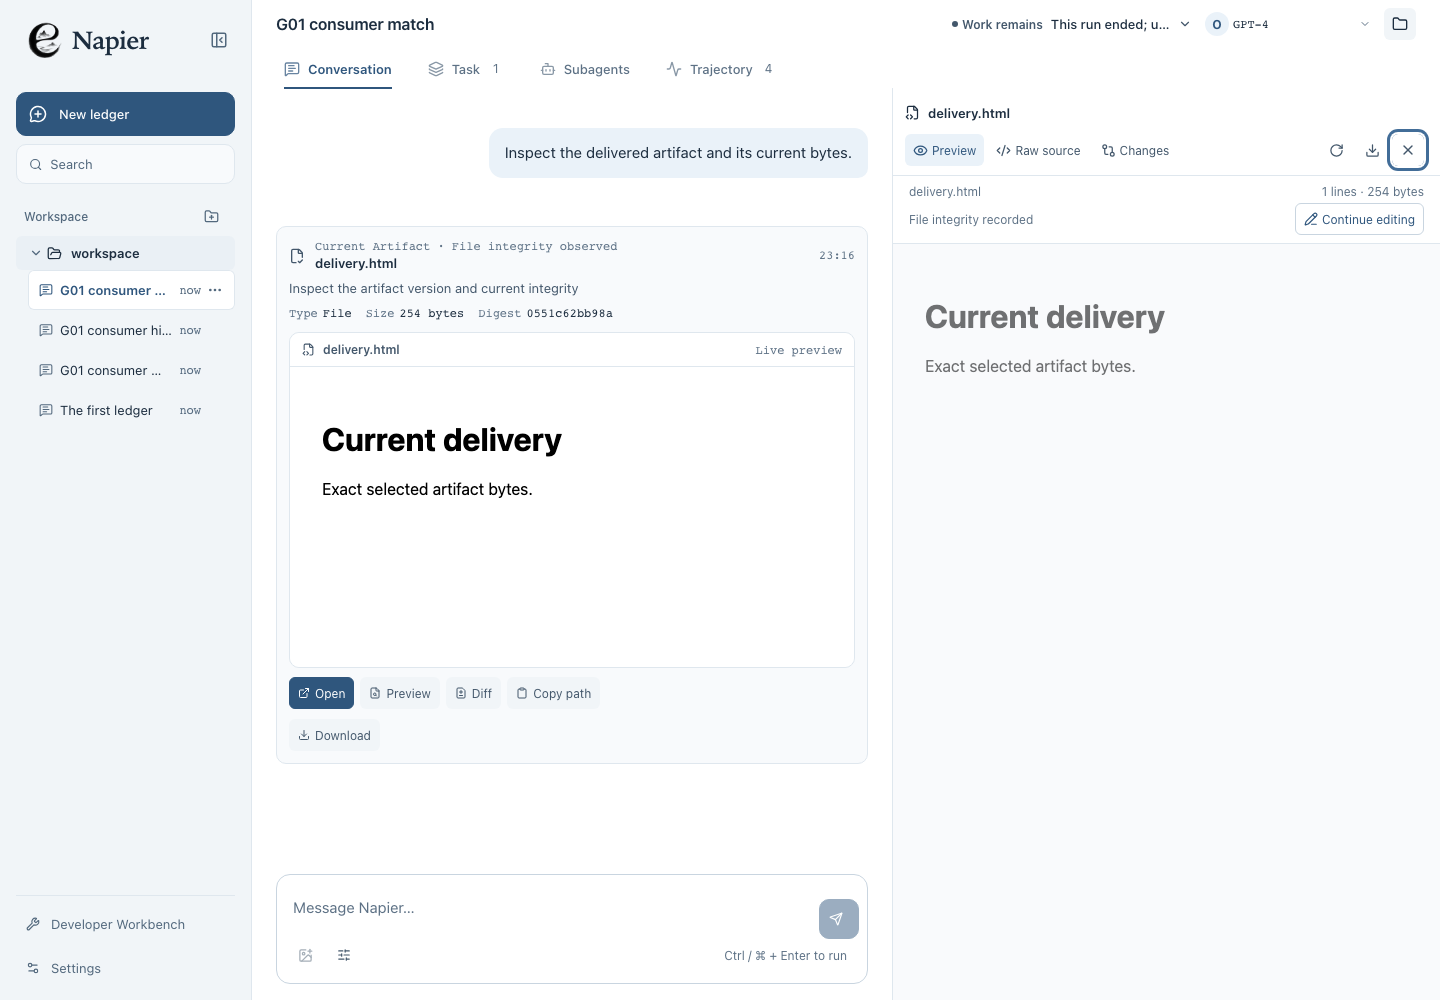 Napier
New ledger
Search
Workspace
workspace
G01 consumer ... now
G01 consumer hi... now
G01 consumer ... now
The first ledger now
Developer Workbench
Settings
G01 consumer match
Work remains This run ended; u... O GPT-4
Conversation Task 1 Subagents Trajectory 4
Inspect the delivered artifact and its current bytes.
Current Artifact · File integrity observed
delivery.html
23:16
Inspect the artifact version and current integrity
Type File Size 254 bytes Digest 0551c62bb98a
delivery.html Live preview
Current delivery
Exact selected artifact bytes.
Open Preview Diff Copy path
Download
Message Napier...
Ctrl / ⌘ + Enter to run
delivery.html
Preview Raw source Changes
delivery.html 1 lines · 254 bytes
File integrity recorded Continue editing
Current delivery
Exact selected artifact bytes.